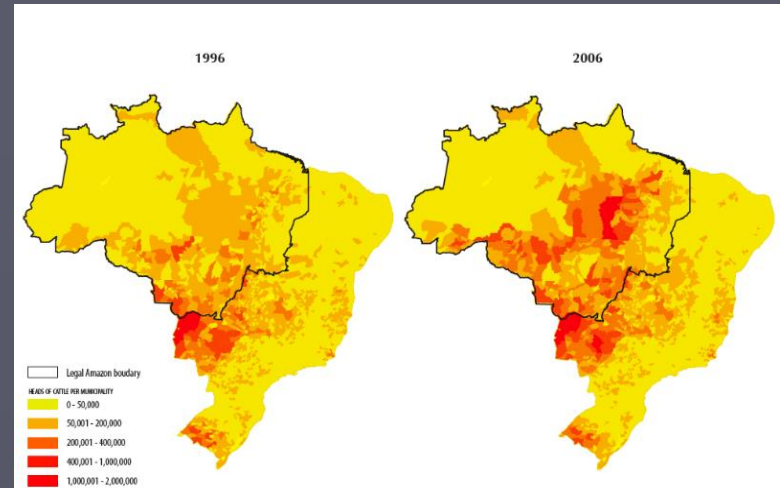 1996
2006
Legal Amazon boudary
HEADS OF CATTLE PER MUNICIPALITY
0 - 50,000
50,001 - 200,000
200,001 - 400,000
400,001 - 1,000,000
1,000,001 - 2,000,000